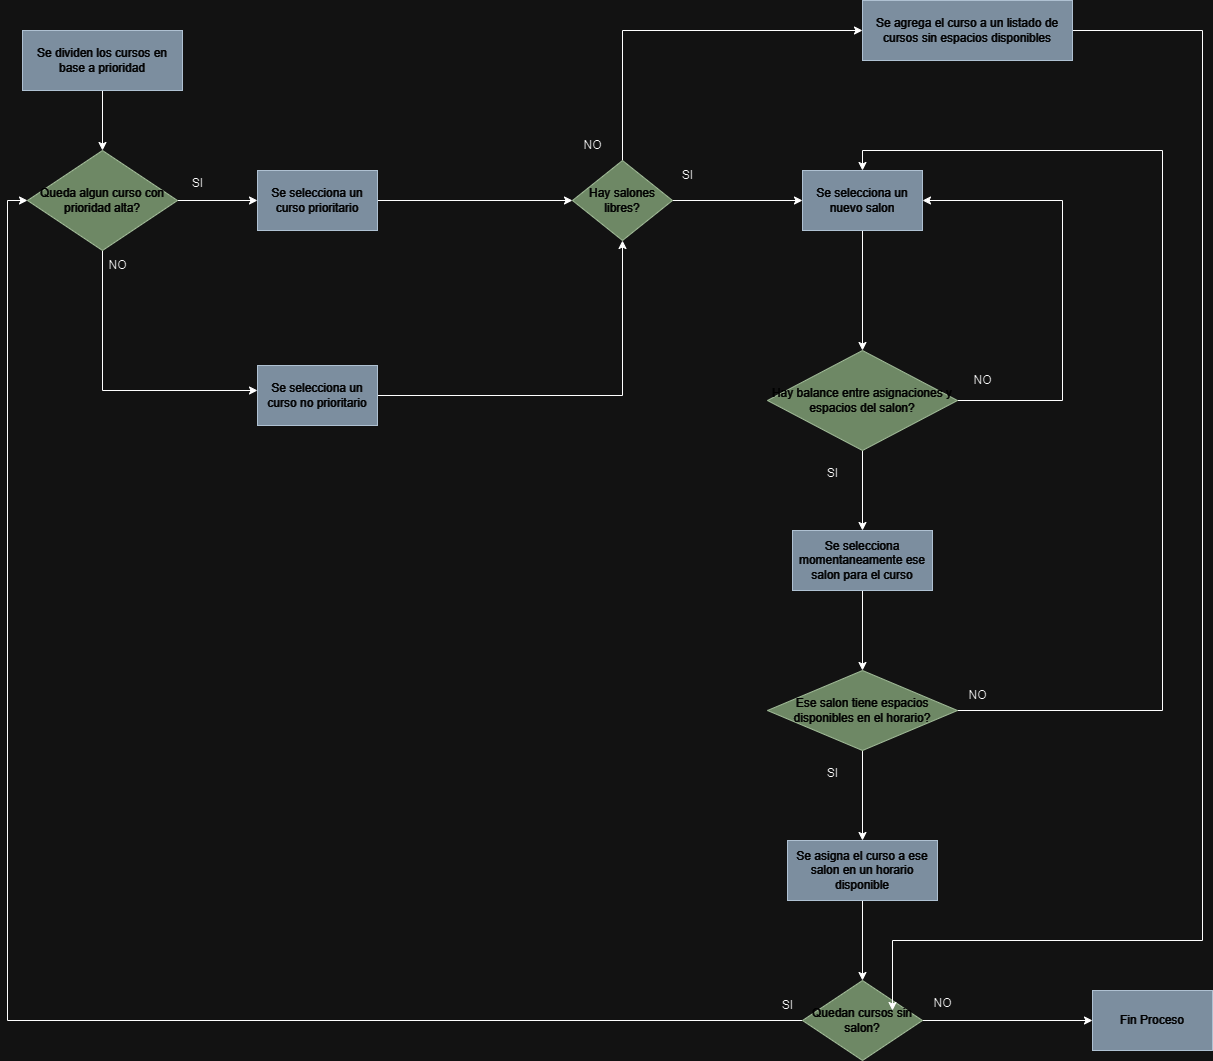 Se agrega el curso a un listado de
cursos sin espacios disponibles
Se dividen los cursos en
base a prioridad
NO
SI
SI
Queda algun curso con
prioridad alta?
Se selecciona un
curso prioritario
Hay salones
libres?
Se selecciona un
nuevo salon
NO
Se selecciona un
curso no prioritario
NO
Hay balance entre asignaciones y
espacios del salon?
SI
Se selecciona
momentaneamente ese
salon para el curso
NO
Ese salon tiene espacios
disponibles en el horario?
SI
Se asigna el curso a ese
salon en un horario
disponible
SI
NO
Quedan cursos sin
salon?
Fin Proceso